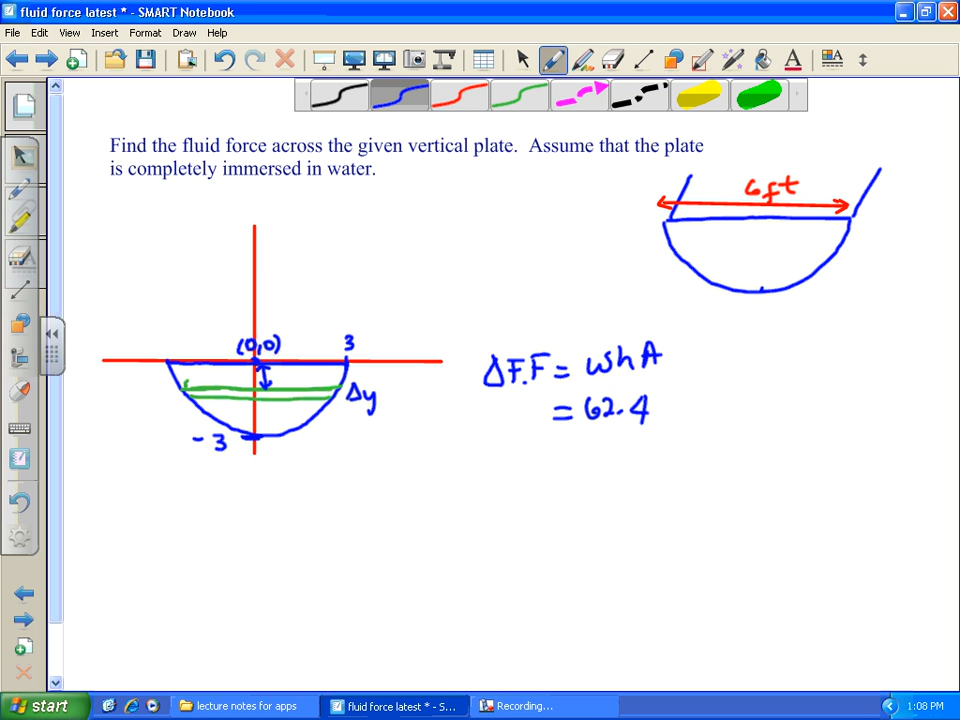 fluid force latest * - SMART Notebook
File Edit View Insert Format Draw Help
Find the fluid force across the given vertical plate. Assume that the plate
is completely immersed in water.
6ft
(0,0) 3
Δy
-3
ΔF.F = whA
= 62.4
start
lecture notes for apps
fluid force latest * - S...
Recording...
1:08 PM